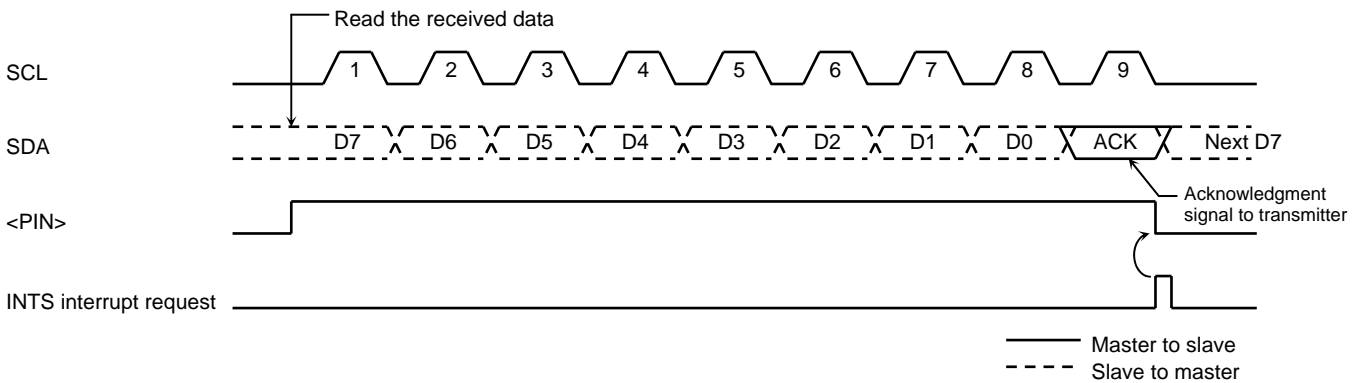 Read the received data
SCL 1 2 3 4 5 6 7 8 9
SDA D7 D6 D5 D4 D3 D2 D1 D0 ACK Next D7
Acknowledgment
signal to transmitter
<PIN>
INTS interrupt request
Master to slave
Slave to master